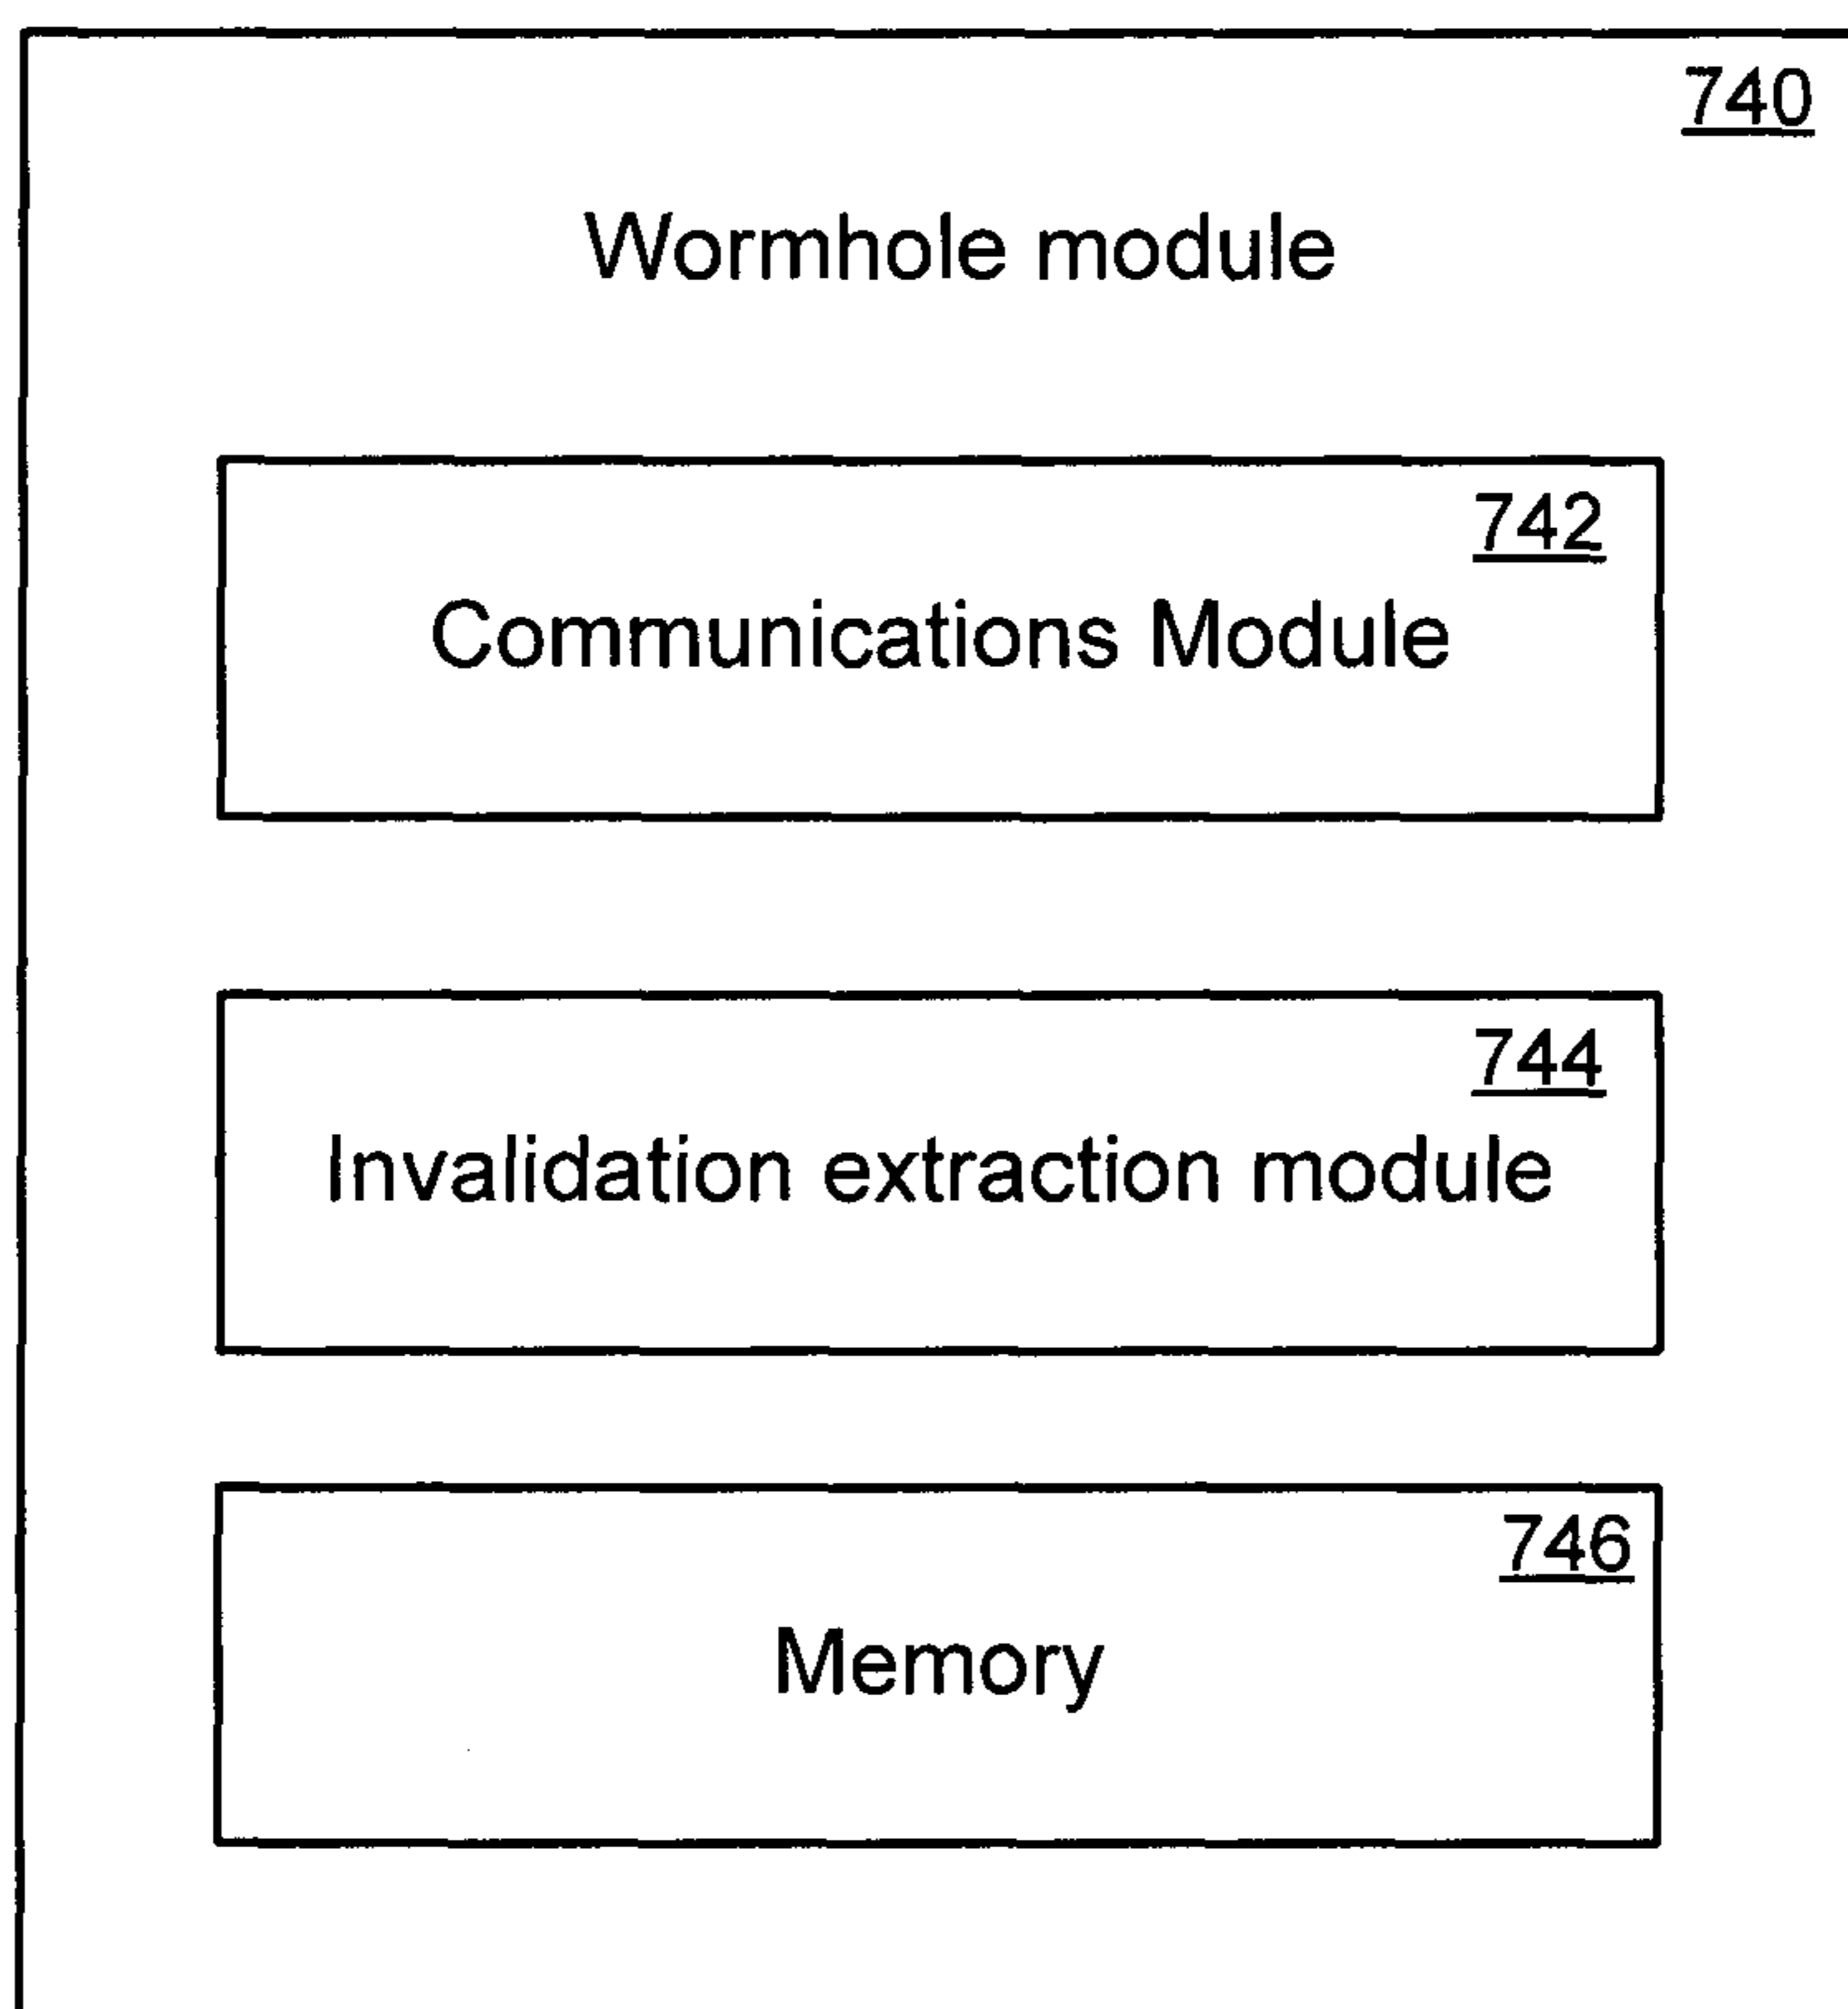 740
Wormhole module
742
Communications Module
744
Invalidation extraction module
746
Memory